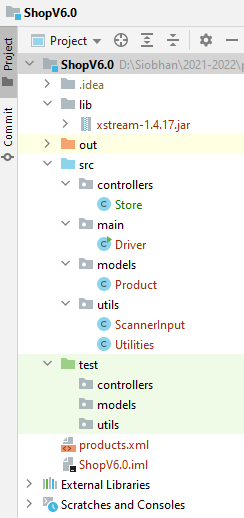 ShopV6.0
Project
Commit
Project
ShopV6.0 D:\Siobhan\2021-2022\p
.idea
lib
xstream-1.4.17.jar
out
src
controllers
Store
main
Driver
models
Product
utils
ScannerInput
Utilities
test
controllers
models
utils
products.xml
ShopV6.0.iml
External Libraries
Scratches and Consoles